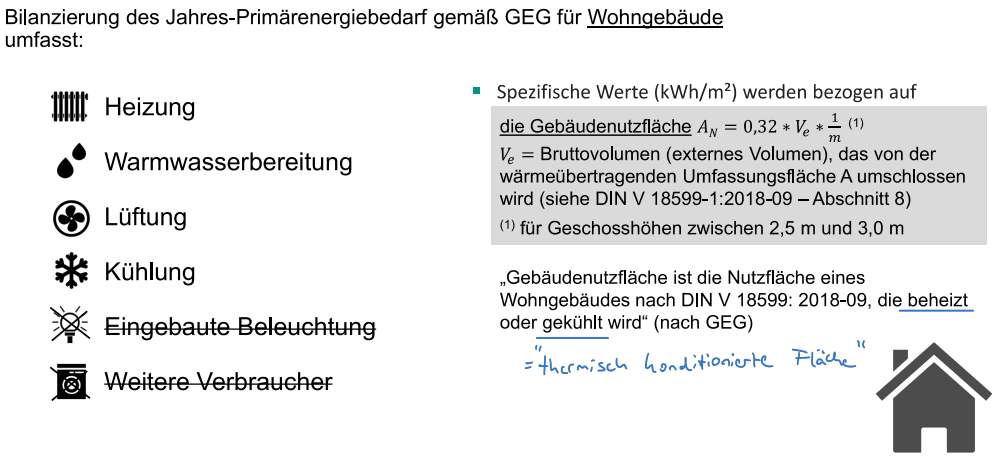 Bilanzierung des Jahres-Primärenergiebedarf gemäß GEG für Wohngebäude
umfasst:
Heizung
Warmwasserbereitung
Lüftung
Kühlung
Eingebaute Beleuchtung
Weitere Verbraucher
▪ Spezifische Werte (kWh/m²) werden bezogen auf
die Gebäudenutzfläche A_N = 0,32 * V_e * 1/m (1)
V_e = Bruttovolumen (externes Volumen), das von der
wärmeübertragenden Umfassungsfläche A umschlossen
wird (siehe DIN V 18599-1:2018-09 – Abschnitt 8)
(1) für Geschosshöhen zwischen 2,5 m und 3,0 m
„Gebäudenutzfläche ist die Nutzfläche eines
Wohngebäudes nach DIN V 18599: 2018-09, die beheizt
oder gekühlt wird“ (nach GEG)
= "thermisch konditionierte Fläche"